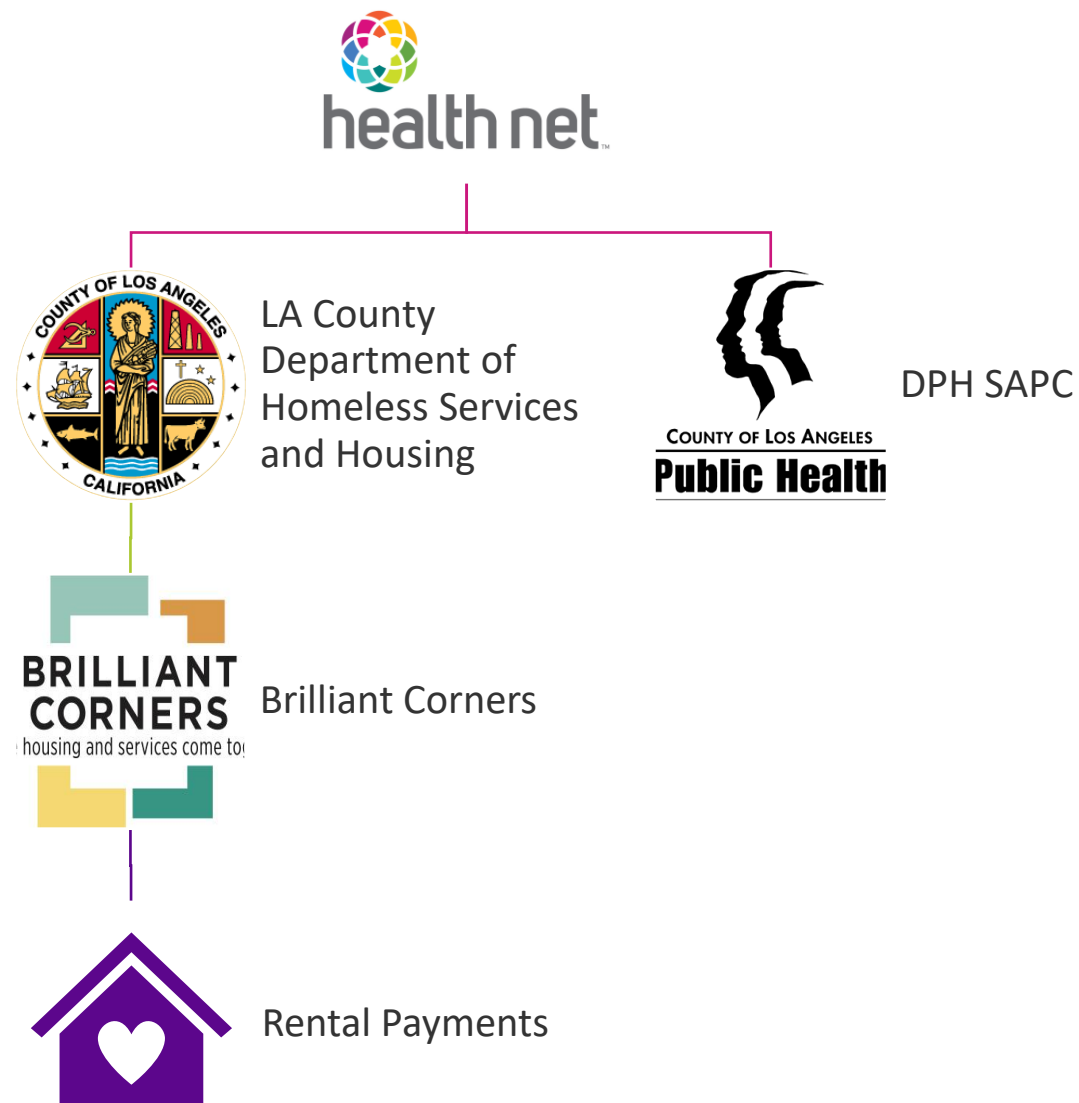 health net™
COUNTY OF LOS ANGELES
CALIFORNIA
LA County
Department of
Homeless Services
and Housing
COUNTY OF LOS ANGELES
Public Health
DPH SAPC
BRILLIANT
CORNERS
housing and services come to
Brilliant Corners
Rental Payments